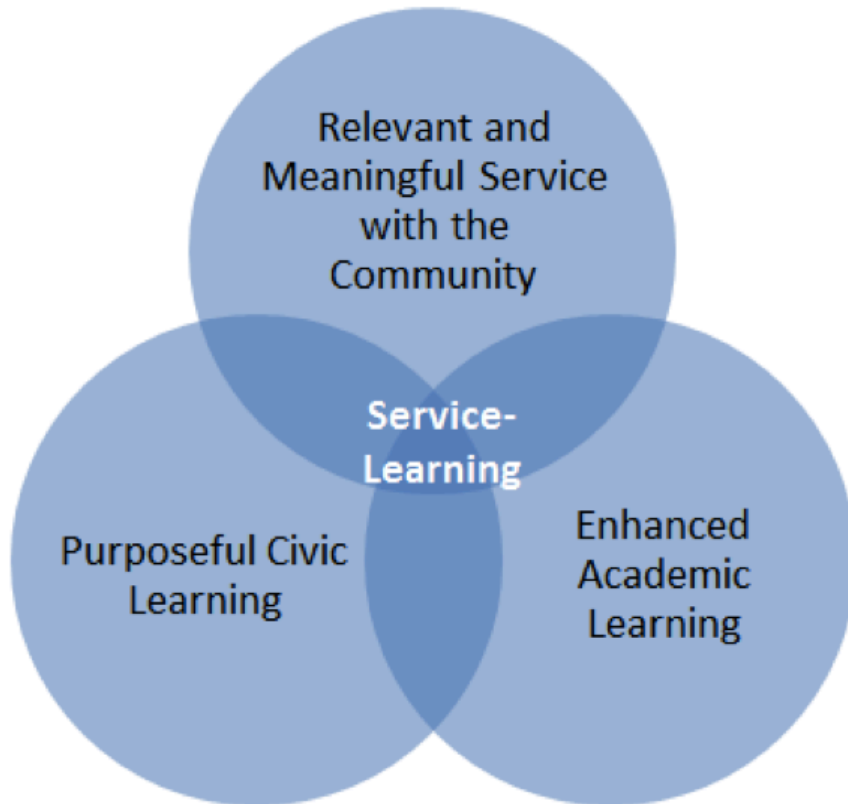 Relevant and
Meaningful Service
with the
Community
Service-
Learning
Purposeful Civic
Learning
Enhanced
Academic
Learning